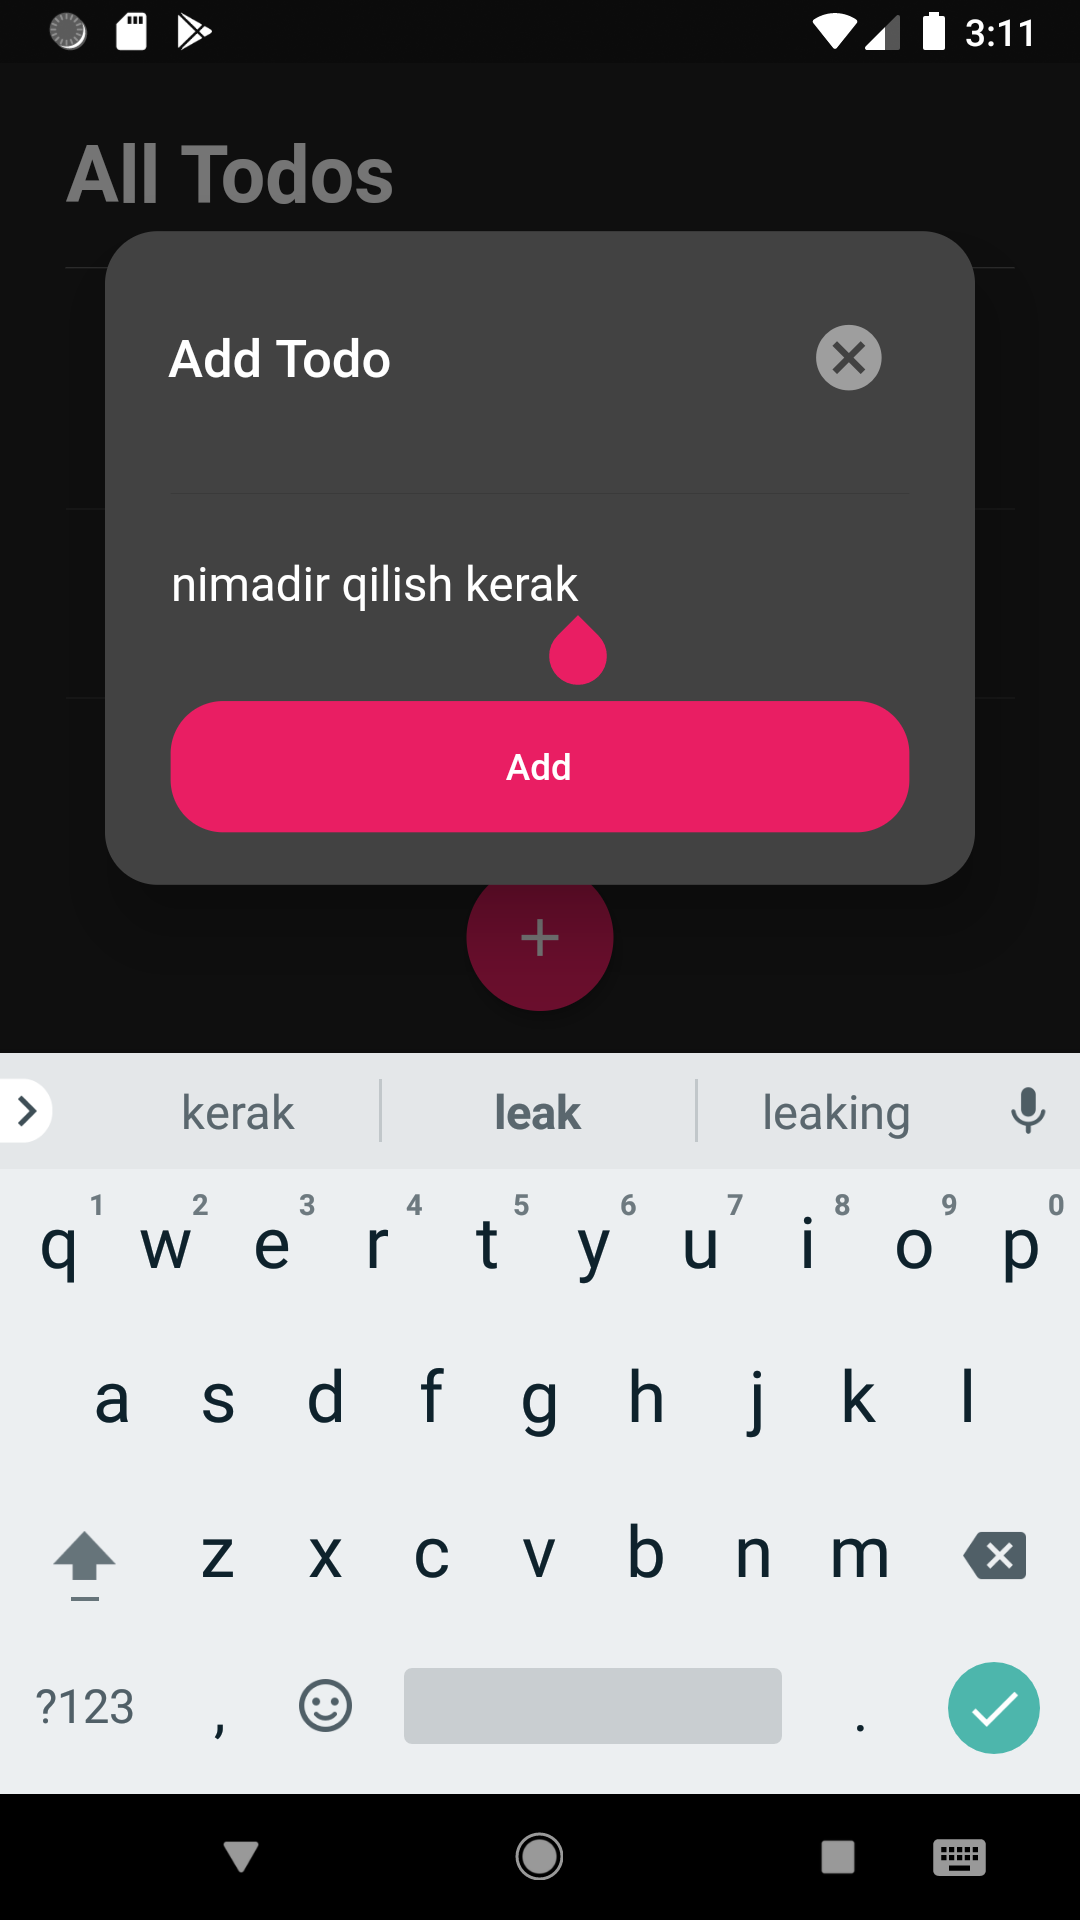 3:11
All Todos
Add Todo
nimadir qilish kerak
Add
kerak leak leaking
1 2 3 4 5 6 7 8 9 0
q w e r t y u i o p
a s d f g h j k l
z x c v b n m
?123 , .